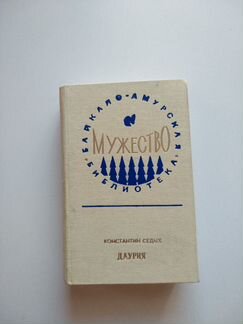 БАЙКАЛО-АМУРСКАЯ
МУЖЕСТВО
БИБЛИОТЕКА
КОНСТАНТИН СЕДЫХ
ДАУРИЯ